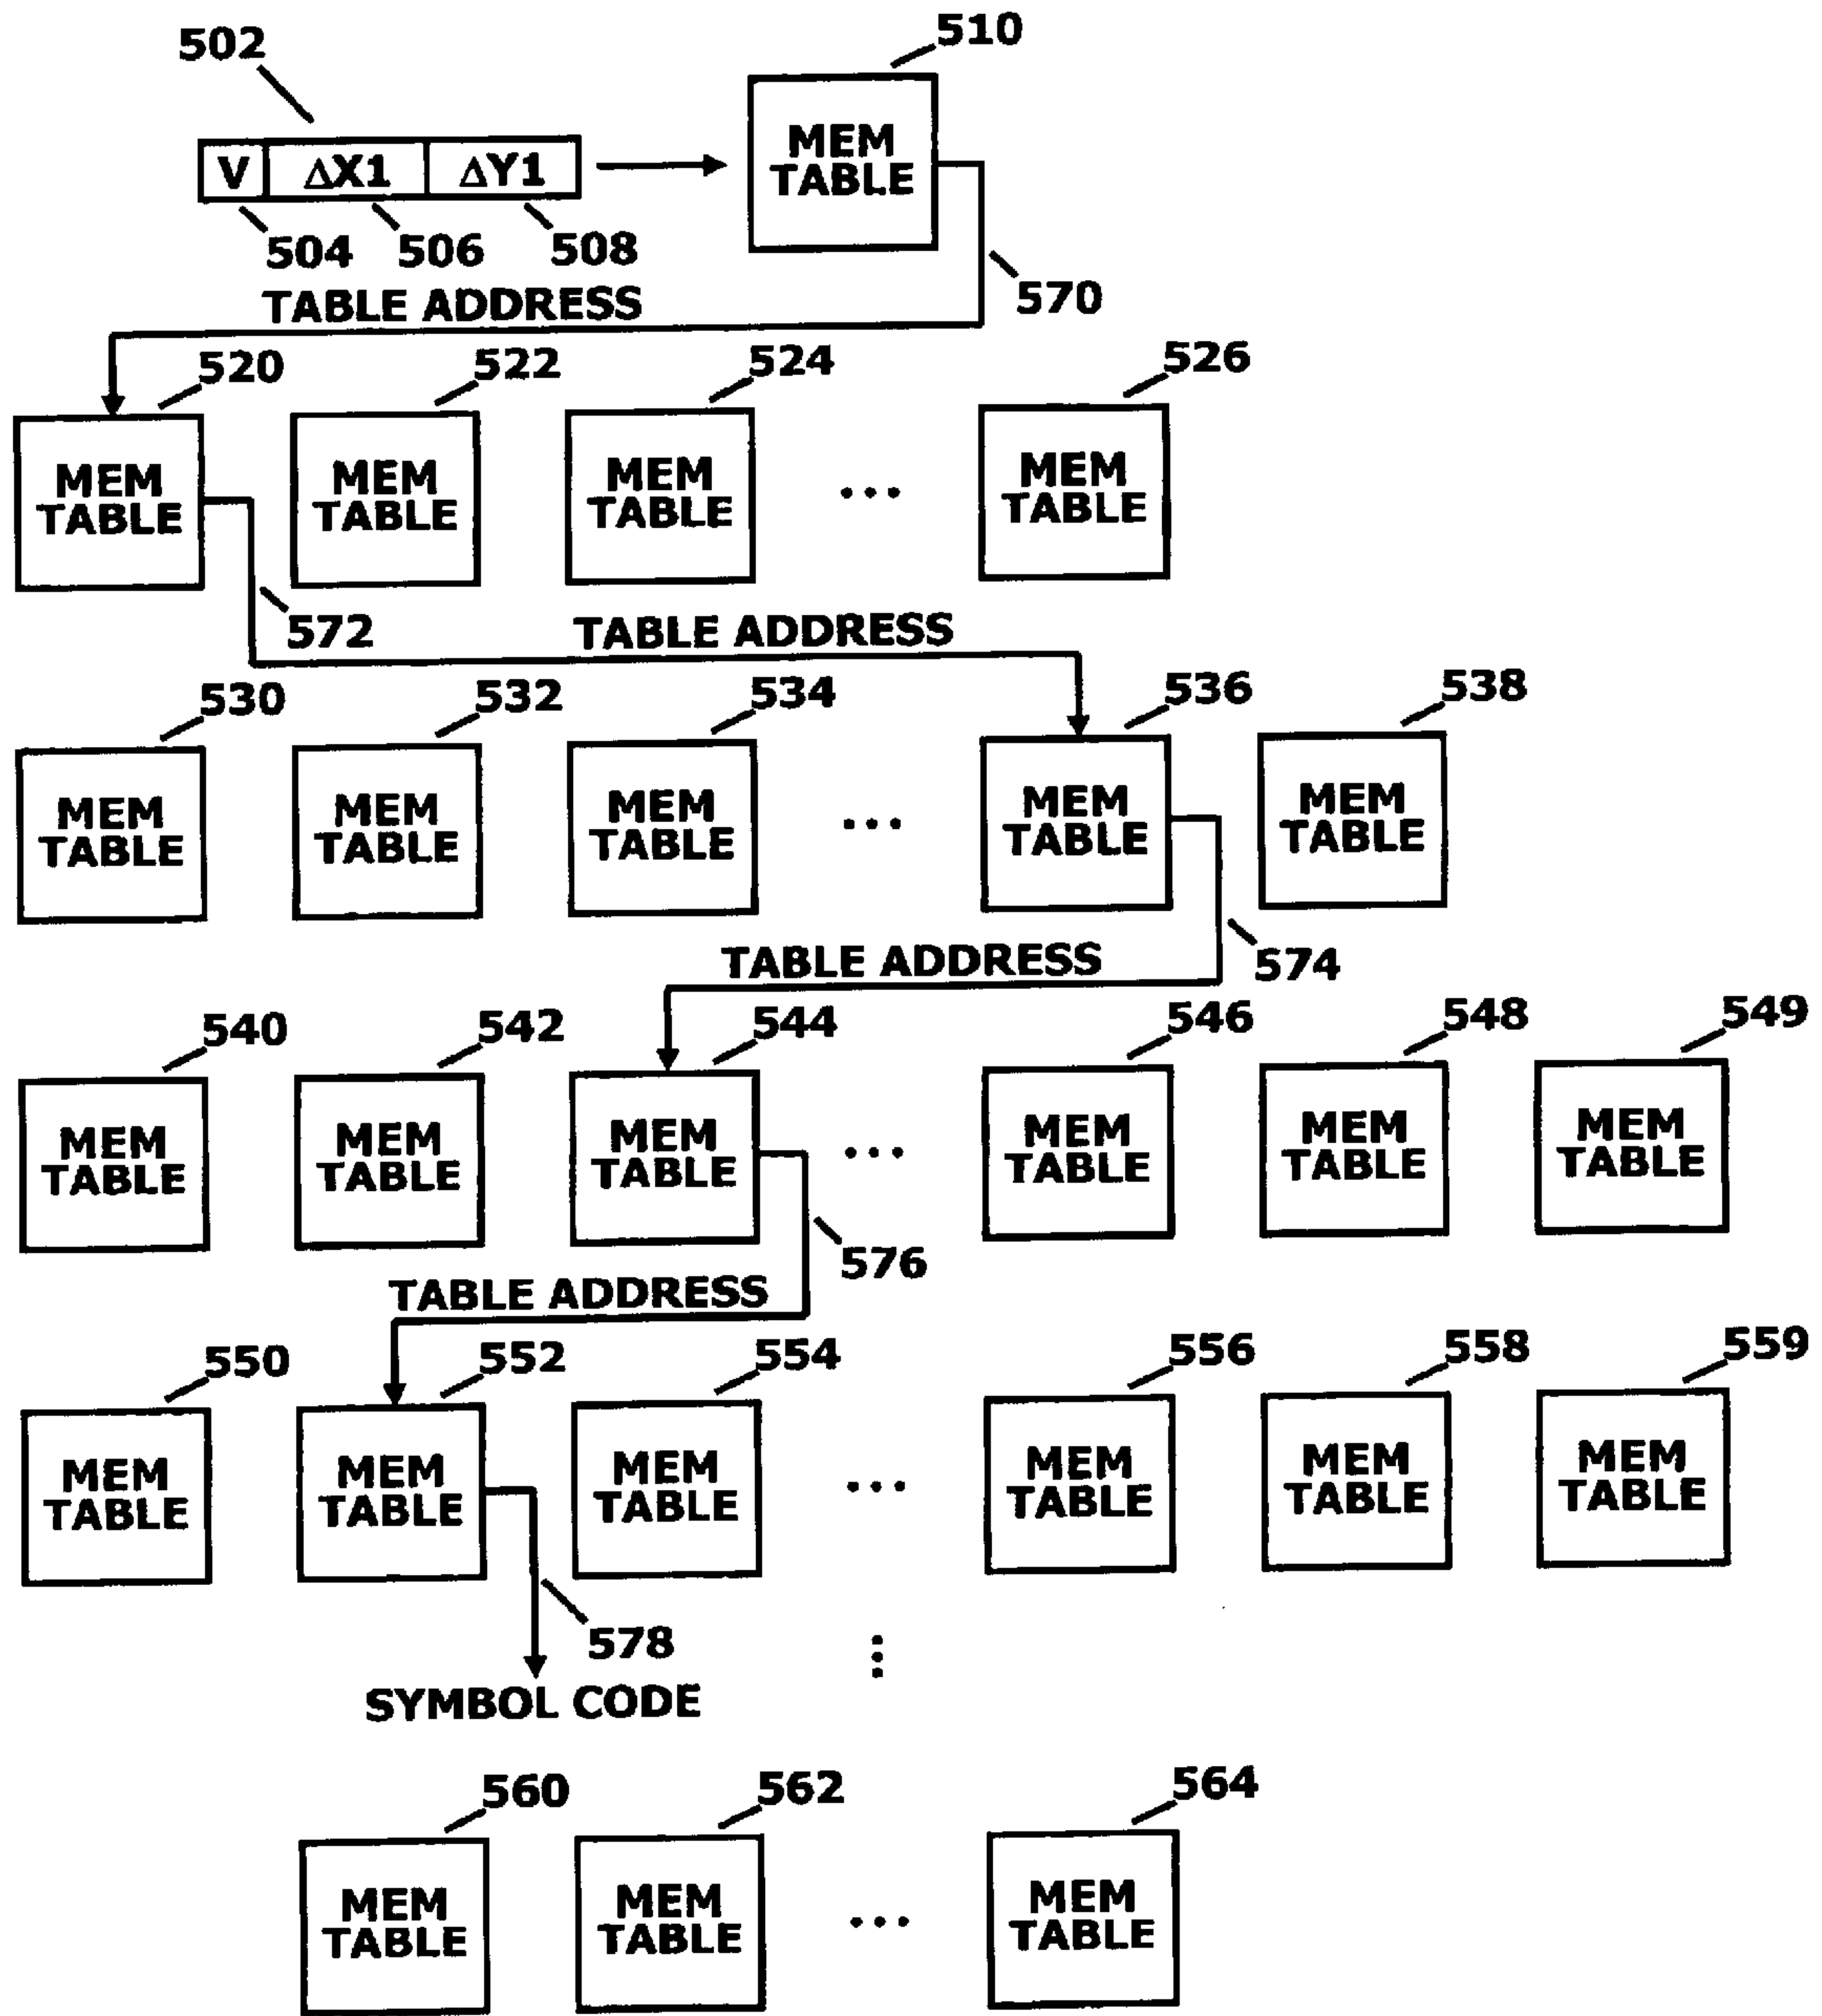 502
510
V ΔX1 ΔY1
MEM
TABLE
504 506 508
570
TABLE ADDRESS
520 522 524 526
MEM
TABLE
MEM
TABLE
MEM
TABLE
...
MEM
TABLE
572
TABLE ADDRESS
530 532 534 536 538
MEM
TABLE
MEM
TABLE
MEM
TABLE
...
MEM
TABLE
MEM
TABLE
574
TABLE ADDRESS
540 542 544 546 548 549
MEM
TABLE
MEM
TABLE
MEM
TABLE
...
MEM
TABLE
MEM
TABLE
MEM
TABLE
576
TABLE ADDRESS
550 552 554 556 558 559
MEM
TABLE
MEM
TABLE
MEM
TABLE
...
MEM
TABLE
MEM
TABLE
MEM
TABLE
578
SYMBOL CODE
560 562 564
MEM
TABLE
MEM
TABLE
...
MEM
TABLE